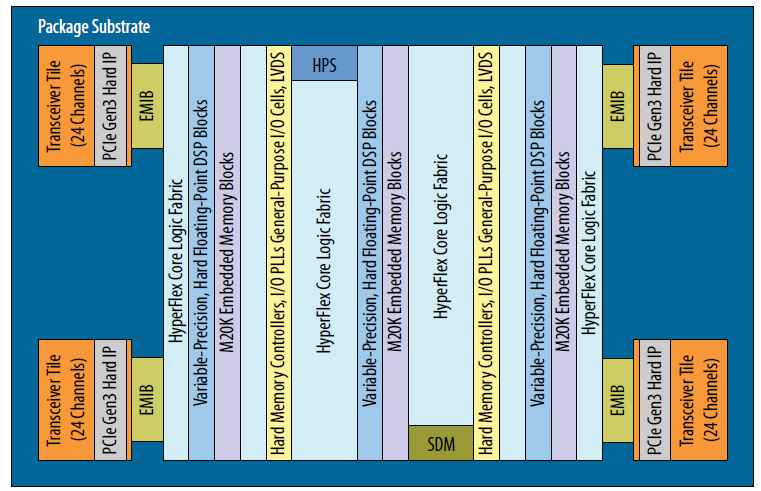 Package Substrate
Transceiver Tile
(24 Channels)
PCIe Gen3 Hard IP
EMIB
Transceiver Tile
(24 Channels)
PCIe Gen3 Hard IP
EMIB
HyperFlex Core Logic Fabric
Variable-Precision, Hard Floating-Point DSP Blocks
M20K Embedded Memory Blocks
Hard Memory Controllers, I/O PLLs General-Purpose I/O Cells, LVDS
HPS
HyperFlex Core Logic Fabric
Variable-Precision, Hard Floating-Point DSP Blocks
M20K Embedded Memory Blocks
HyperFlex Core Logic Fabric
SDM
Hard Memory Controllers, I/O PLLs General-Purpose I/O Cells, LVDS
Variable-Precision, Hard Floating-Point DSP Blocks
M20K Embedded Memory Blocks
HyperFlex Core Logic Fabric
EMIB
PCIe Gen3 Hard IP
Transceiver Tile
(24 Channels)
EMIB
PCIe Gen3 Hard IP
Transceiver Tile
(24 Channels)